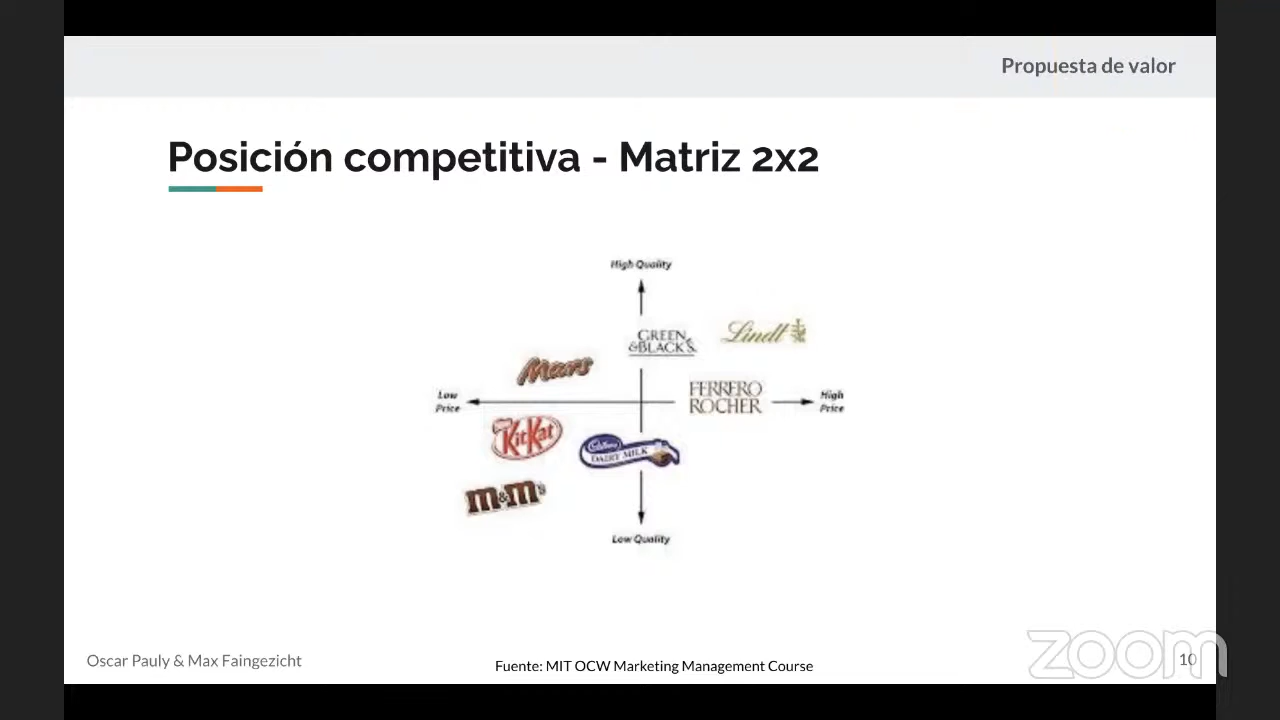 Propuesta de valor
Posición competitiva - Matriz 2x2
High Quality
GREEN
&BLACK'S
Lindt
Mars
FERRERO
ROCHER
Low
Price
High
Price
KitKat
Cadbury
DAIRY MILK
m&m's
Low Quality
Oscar Pauly & Max Faingezicht
Fuente: MIT OCW Marketing Management Course
zoom
10